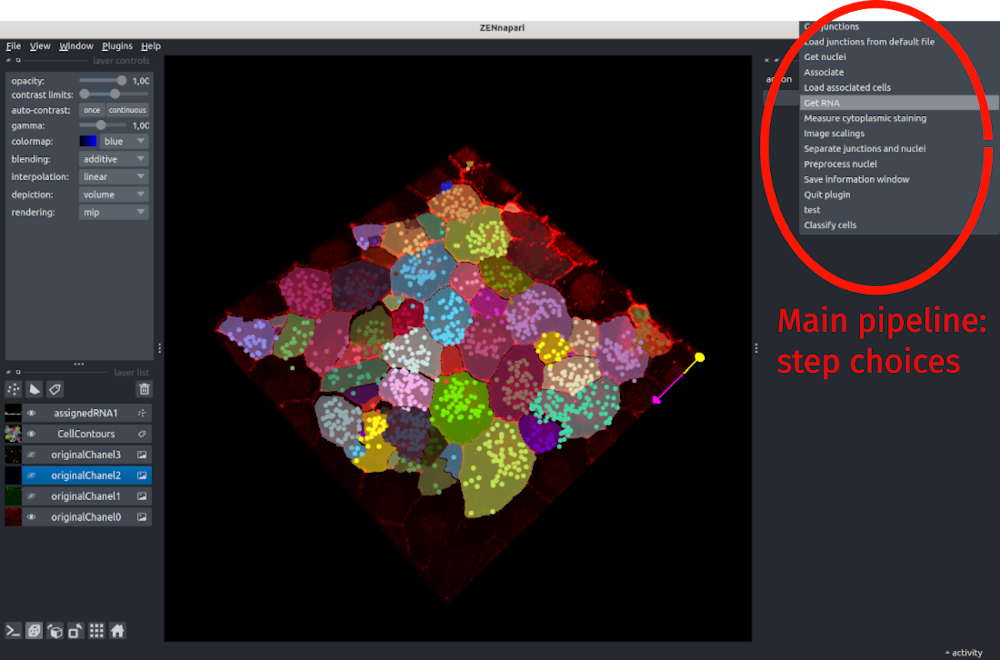 ZENnapari
File View Window Plugins Help
layer controls
opacity: 1,00
contrast limits:
auto-contrast: once continuous
gamma: 1,00
colormap: blue
blending: additive
interpolation: linear
depiction: volume
rendering: mip
layer list
assignedRNA1
CellContours
originalChanel3
originalChanel2
originalChanel1
originalChanel0
junctions
Load junctions from default file
Get nuclei
Associate
Load associated cells
Get RNA
Measure cytoplasmic staining
Image scalings
Separate junctions and nuclei
Preprocess nuclei
Save information window
Quit plugin
test
Classify cells
Main pipeline:
step choices
activity